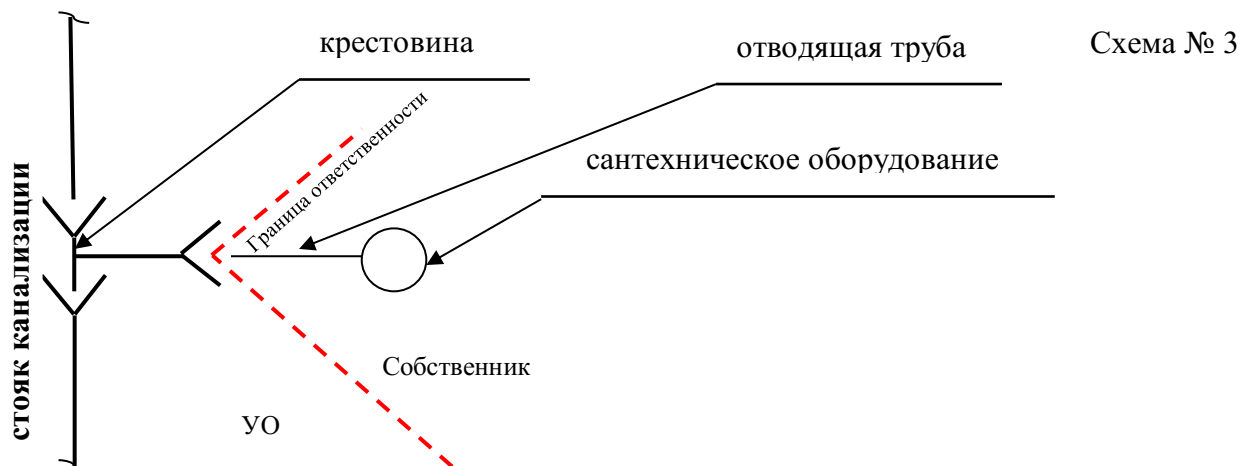 крестовина
отводящая труба
Схема № 3
Граница ответственности
сантехническое оборудование
стояк канализации
Собственник
УО